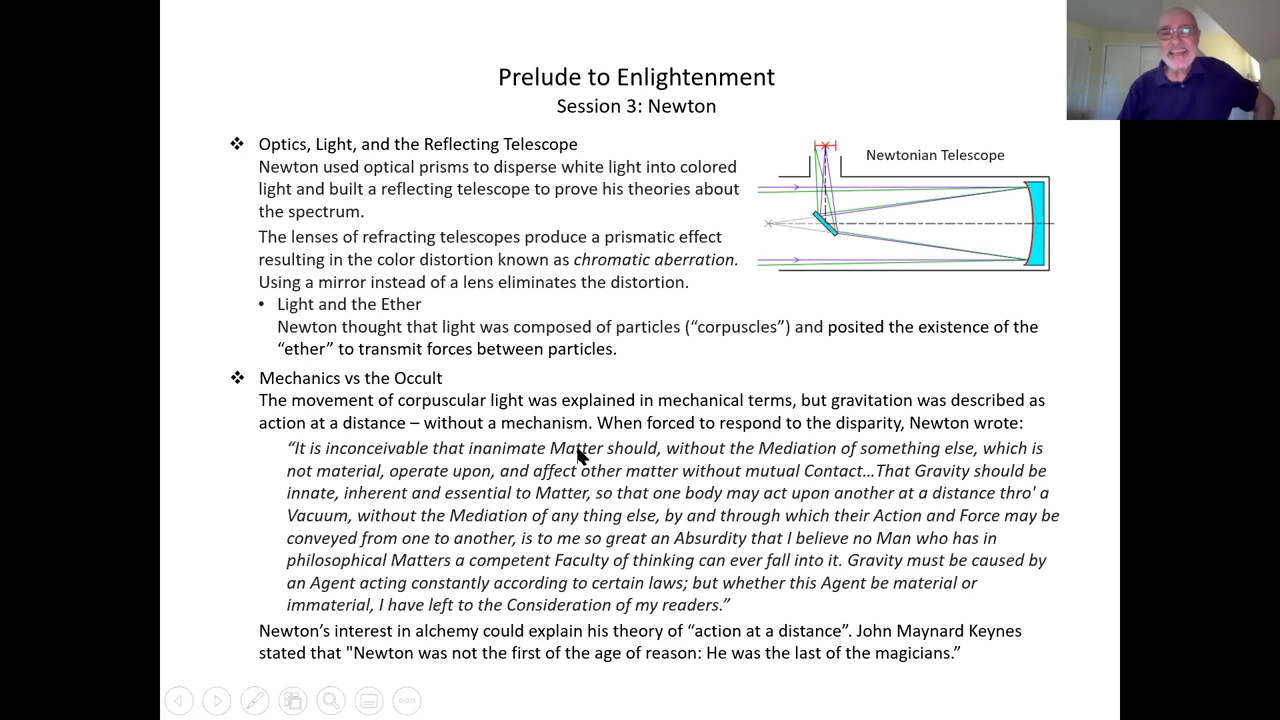 Prelude to Enlightenment
Session 3: Newton
❖ Optics, Light, and the Reflecting Telescope
Newton used optical prisms to disperse white light into colored
light and built a reflecting telescope to prove his theories about
the spectrum.
The lenses of refracting telescopes produce a prismatic effect
resulting in the color distortion known as chromatic aberration.
Using a mirror instead of a lens eliminates the distortion.
Newtonian Telescope
• Light and the Ether
Newton thought that light was composed of particles (“corpuscles”) and posited the existence of the
“ether” to transmit forces between particles.
❖ Mechanics vs the Occult
The movement of corpuscular light was explained in mechanical terms, but gravitation was described as
action at a distance – without a mechanism. When forced to respond to the disparity, Newton wrote:
“It is inconceivable that inanimate Matter should, without the Mediation of something else, which is
not material, operate upon, and affect other matter without mutual Contact…That Gravity should be
innate, inherent and essential to Matter, so that one body may act upon another at a distance thro' a
Vacuum, without the Mediation of any thing else, by and through which their Action and Force may be
conveyed from one to another, is to me so great an Absurdity that I believe no Man who has in
philosophical Matters a competent Faculty of thinking can ever fall into it. Gravity must be caused by
an Agent acting constantly according to certain laws; but whether this Agent be material or
immaterial, I have left to the Consideration of my readers.”
Newton’s interest in alchemy could explain his theory of “action at a distance”. John Maynard Keynes
stated that "Newton was not the first of the age of reason: He was the last of the magicians.”